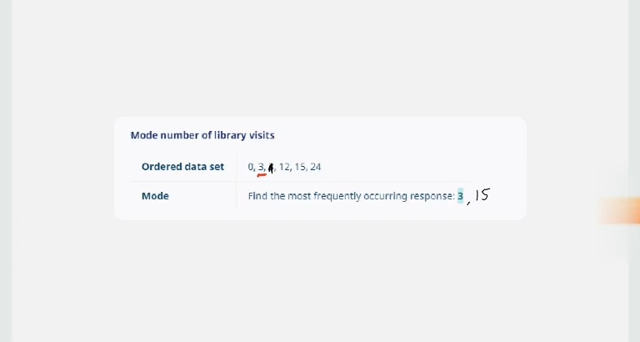 Mode number of library visits
Ordered data set 0, 3, 12, 15, 24
Mode Find the most frequently occurring response: 3, 15